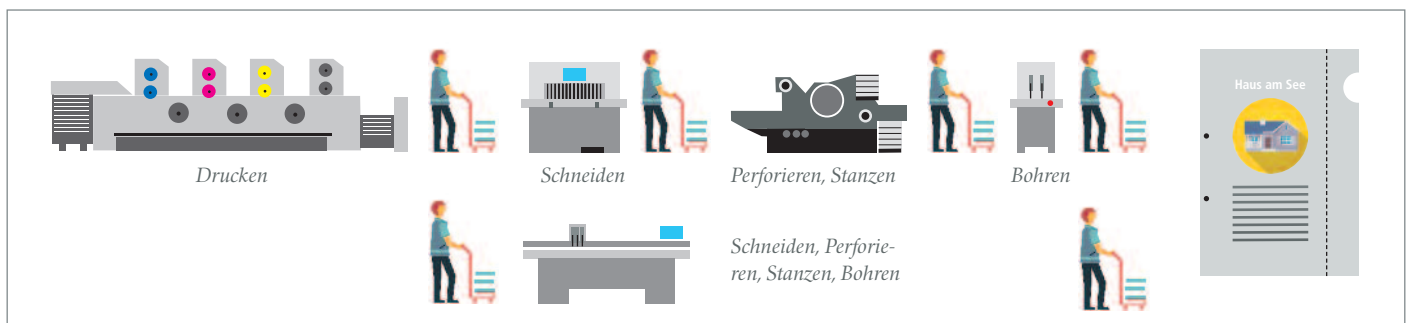 Haus am See
Drucken
Schneiden
Perforieren, Stanzen
Bohren
Schneiden, Perforie-
ren, Stanzen, Bohren